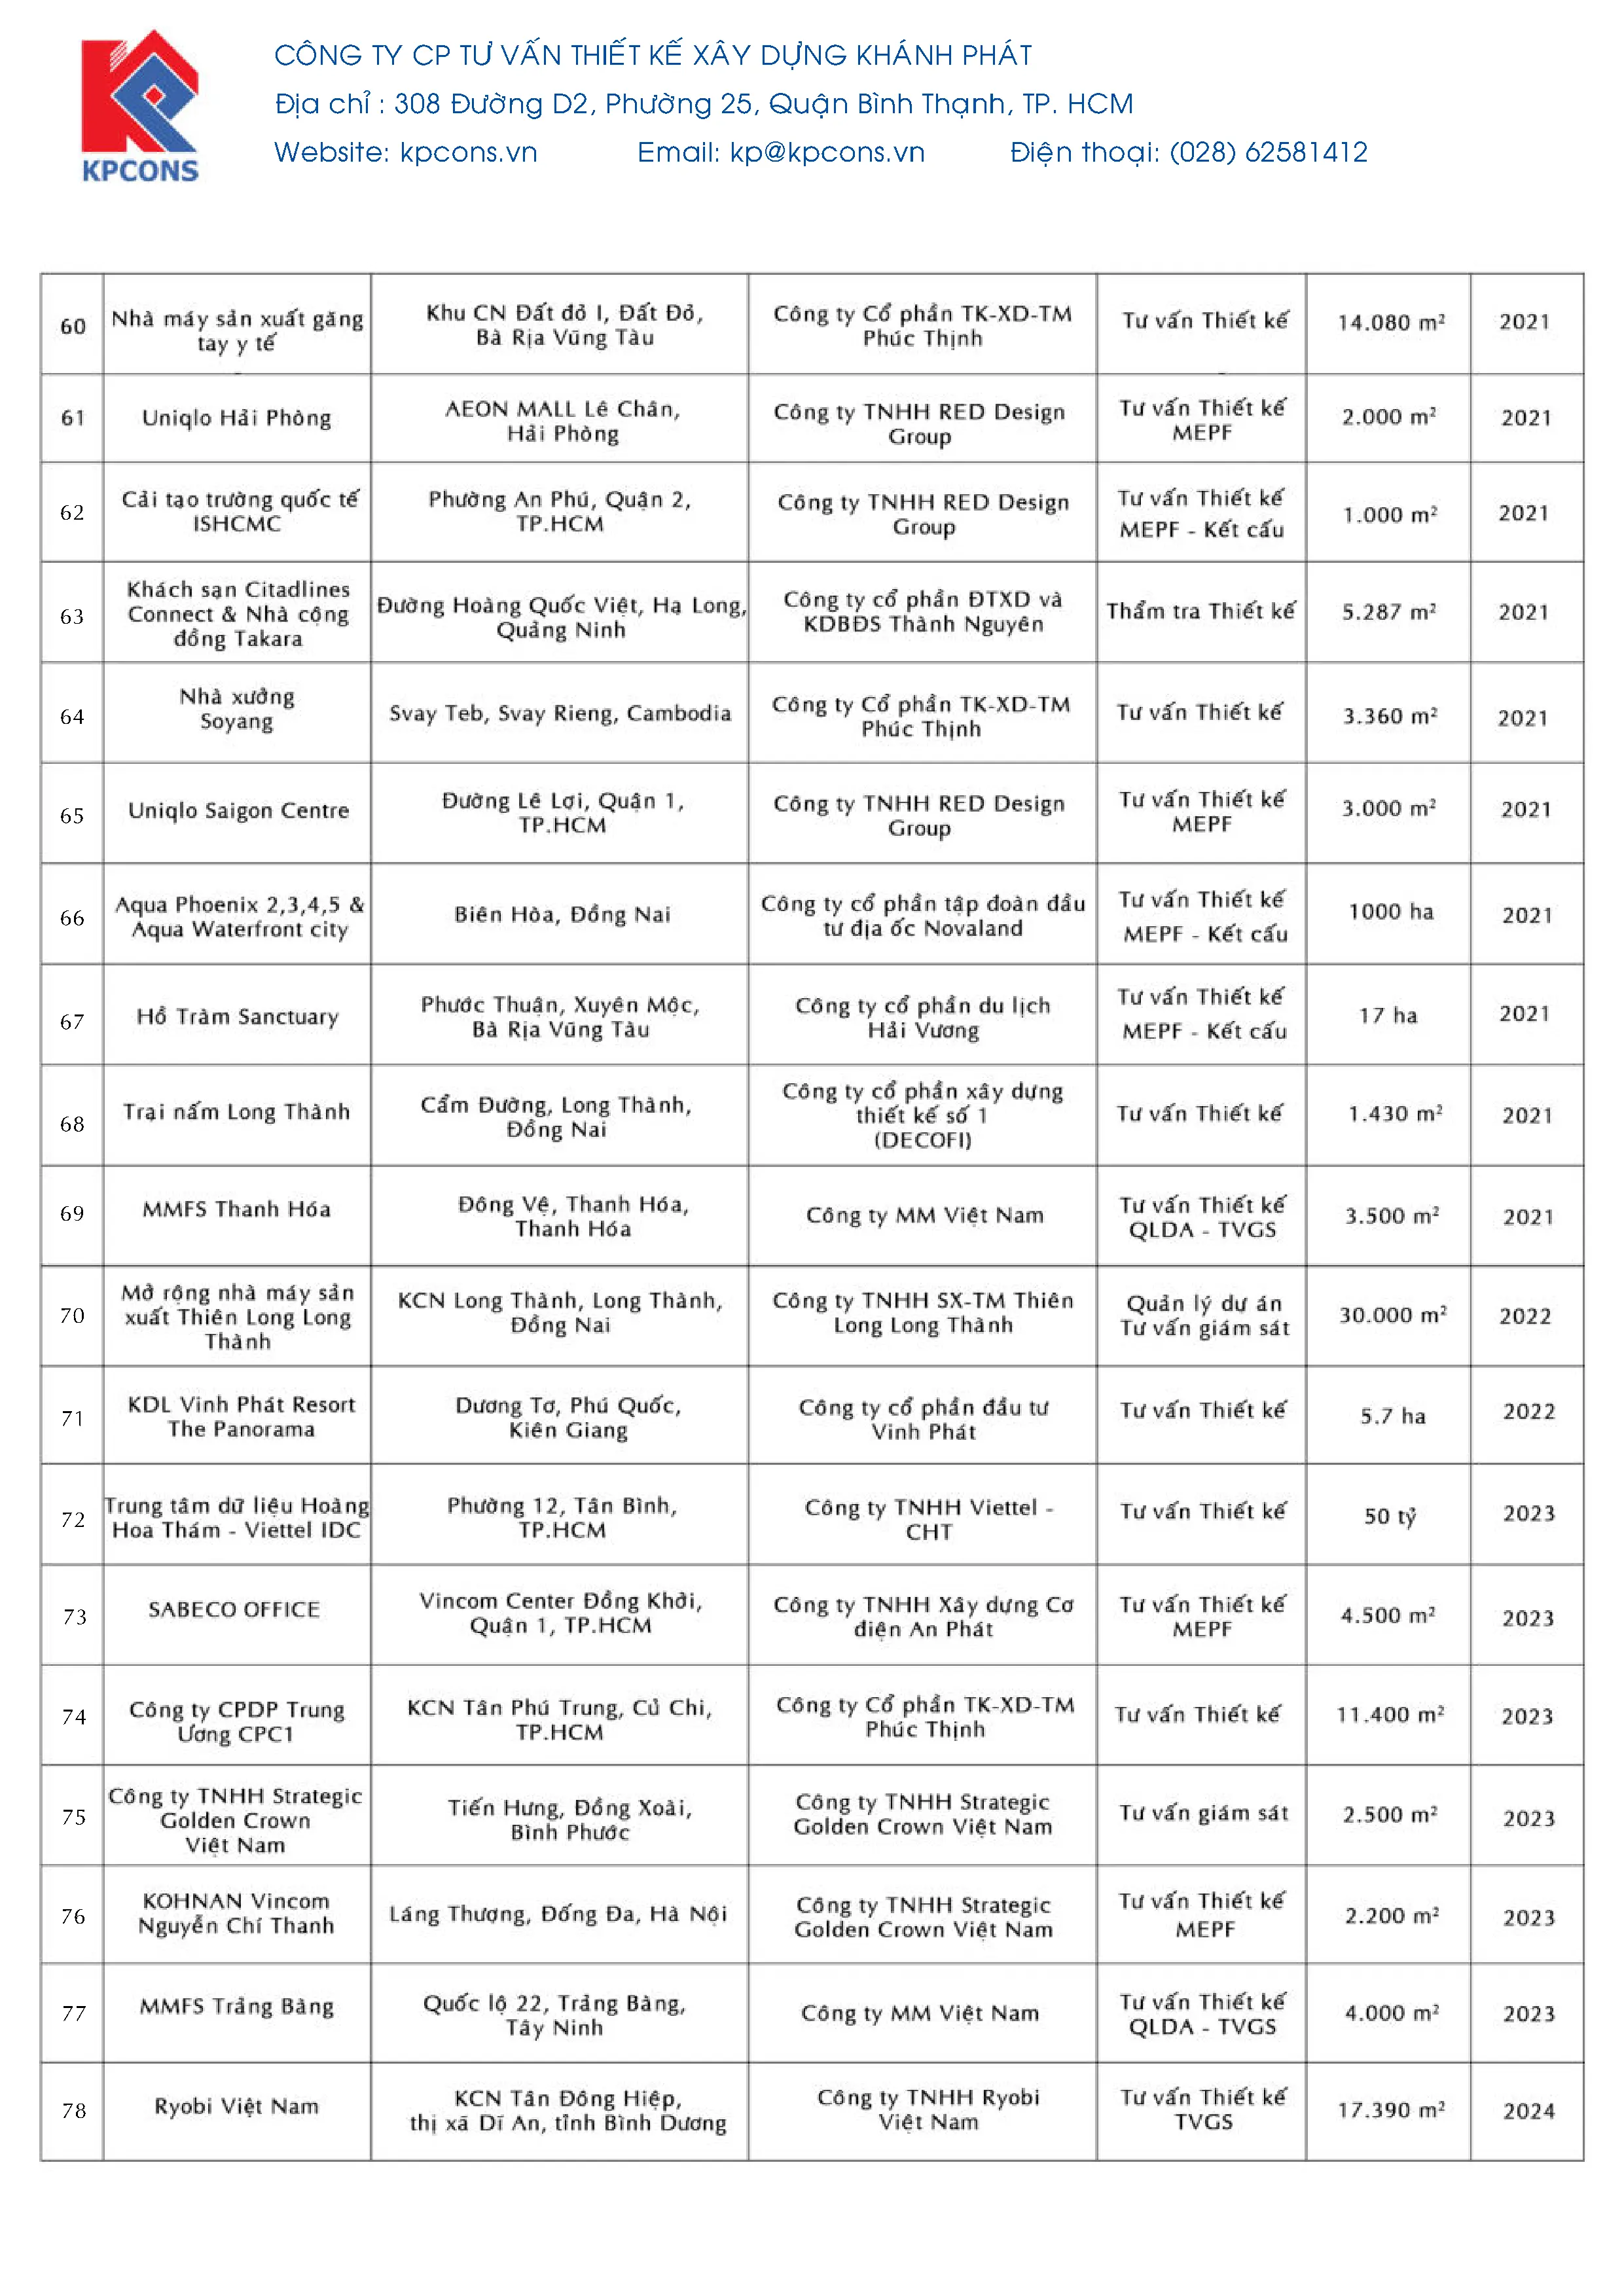 KPCONS
CÔNG TY CP TƯ VẤN THIẾT KẾ XÂY DỰNG KHÁNH PHÁT
Địa chỉ : 308 Đường D2, Phường 25, Quận Bình Thạnh, TP. HCM
Website: kpcons.vn Email: kp@kpcons.vn Điện thoại: (028) 62581412
60 Nhà máy sản xuất găng tay y tế Khu CN Đất đỏ I, Đất Đỏ, Bà Rịa Vũng Tàu Công ty Cổ phần TK-XD-TM Phúc Thịnh Tư vấn Thiết kế 14.080 m² 2021
61 Uniqlo Hải Phòng AEON MALL Lê Chân, Hải Phòng Công ty TNHH RED Design Group Tư vấn Thiết kế MEPF 2.000 m² 2021
62 Cải tạo trường quốc tế ISHCMC Phường An Phú, Quận 2, TP.HCM Công ty TNHH RED Design Group Tư vấn Thiết kế MEPF - Kết cấu 1.000 m² 2021
63 Khách sạn Citadlines Connect & Nhà cộng đồng Takara Đường Hoàng Quốc Việt, Hạ Long, Quảng Ninh Công ty cổ phần ĐTXD và KDBĐS Thành Nguyên Thẩm tra Thiết kế 5.287 m² 2021
64 Nhà xưởng Soyang Svay Teb, Svay Rieng, Cambodia Công ty Cổ phần TK-XD-TM Phúc Thịnh Tư vấn Thiết kế 3.360 m² 2021
65 Uniqlo Saigon Centre Đường Lê Lợi, Quận 1, TP.HCM Công ty TNHH RED Design Group Tư vấn Thiết kế MEPF 3.000 m² 2021
66 Aqua Phoenix 2,3,4,5 & Aqua Waterfront city Biên Hòa, Đồng Nai Công ty cổ phần tập đoàn đầu tư địa ốc Novaland Tư vấn Thiết kế MEPF - Kết cấu 1000 ha 2021
67 Hồ Tràm Sanctuary Phước Thuận, Xuyên Mộc, Bà Rịa Vũng Tàu Công ty cổ phần du lịch Hải Vương Tư vấn Thiết kế MEPF - Kết cấu 17 ha 2021
68 Trại nấm Long Thành Cẩm Đường, Long Thành, Đồng Nai Công ty cổ phần xây dựng thiết kế số 1 (DECOFI) Tư vấn Thiết kế 1.430 m² 2021
69 MMFS Thanh Hóa Đông Vệ, Thanh Hóa, Thanh Hóa Công ty MM Việt Nam Tư vấn Thiết kế QLDA - TVGS 3.500 m² 2021
70 Mở rộng nhà máy sản xuất Thiên Long Long Thành KCN Long Thành, Long Thành, Đồng Nai Công ty TNHH SX-TM Thiên Long Long Thành Quản lý dự án Tư vấn giám sát 30.000 m² 2022
71 KDL Vinh Phát Resort The Panorama Dương Tơ, Phú Quốc, Kiên Giang Công ty cổ phần đầu tư Vinh Phát Tư vấn Thiết kế 5.7 ha 2022
72 Trung tâm dữ liệu Hoàng Hoa Thám - Viettel IDC Phường 12, Tân Bình, TP.HCM Công ty TNHH Viettel - CHT Tư vấn Thiết kế 50 tỷ 2023
73 SABECO OFFICE Vincom Center Đồng Khởi, Quận 1, TP.HCM Công ty TNHH Xây dựng Cơ điện An Phát Tư vấn Thiết kế MEPF 4.500 m² 2023
74 Công ty CPDP Trung Ương CPC1 KCN Tân Phú Trung, Củ Chi, TP.HCM Công ty Cổ phần TK-XD-TM Phúc Thịnh Tư vấn Thiết kế 11.400 m² 2023
75 Công ty TNHH Strategic Golden Crown Việt Nam Tiến Hưng, Đồng Xoài, Bình Phước Công ty TNHH Strategic Golden Crown Việt Nam Tư vấn giám sát 2.500 m² 2023
76 KOHNAN Vincom Nguyễn Chí Thanh Láng Thượng, Đống Đa, Hà Nội Công ty TNHH Strategic Golden Crown Việt Nam Tư vấn Thiết kế MEPF 2.200 m² 2023
77 MMFS Trảng Bàng Quốc lộ 22, Trảng Bàng, Tây Ninh Công ty MM Việt Nam Tư vấn Thiết kế QLDA - TVGS 4.000 m² 2023
78 Ryobi Việt Nam KCN Tân Đông Hiệp, thị xã Dĩ An, tỉnh Bình Dương Công ty TNHH Ryobi Việt Nam Tư vấn Thiết kế TVGS 17.390 m² 2024